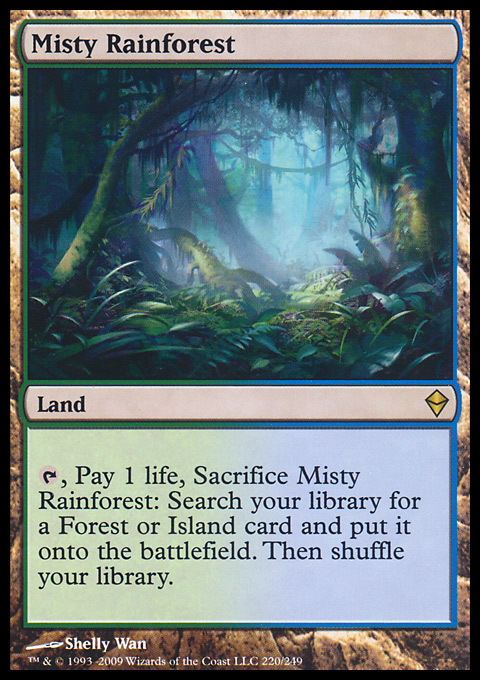 Misty Rainforest
Land
, Pay 1 life, Sacrifice Misty
Rainforest: Search your library for
a Forest or Island card and put it
onto the battlefield. Then shuffle
your library.
Shelly Wan
™ & © 1993-2009 Wizards of the Coast LLC 220/249